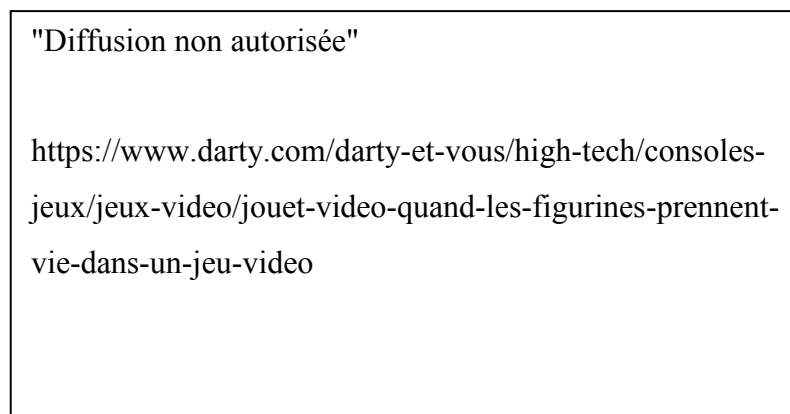 "Diffusion non autorisée"
https://www.darty.com/darty-et-vous/high-tech/consoles-
jeux/jeux-video/jouet-video-quand-les-figurines-prennent-
vie-dans-un-jeu-video